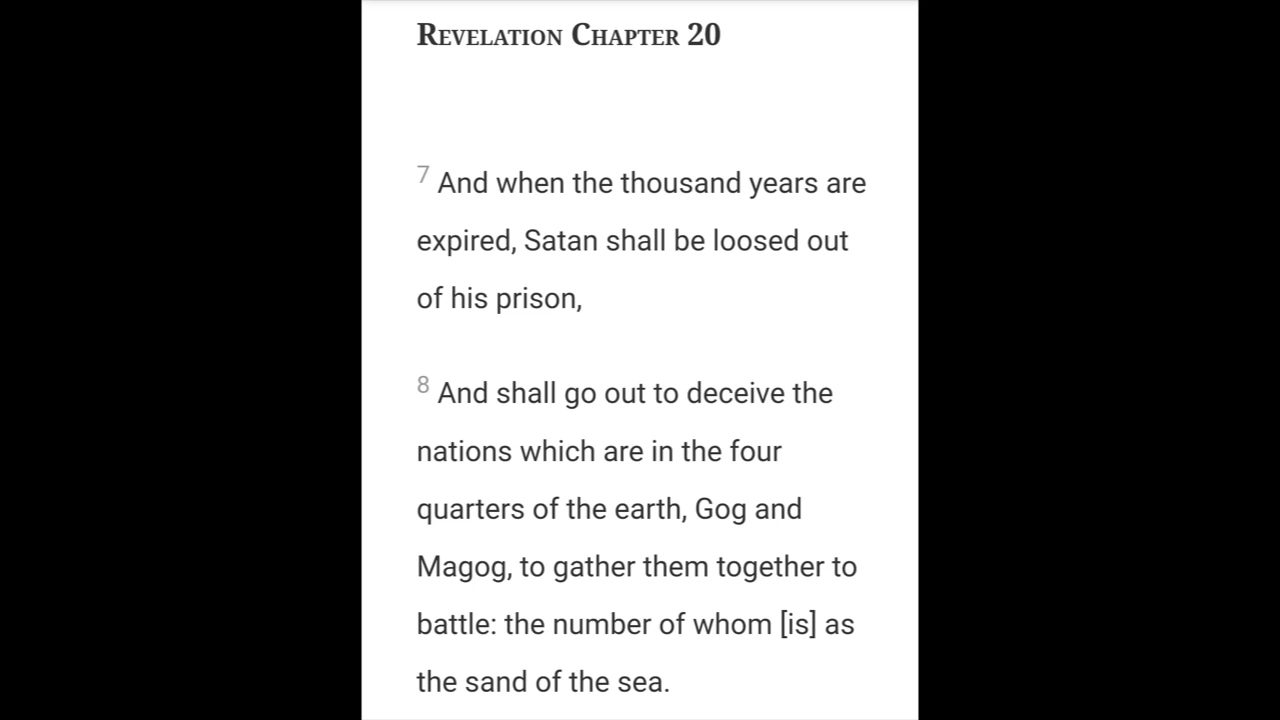 Revelation Chapter 20
7 And when the thousand years are
expired, Satan shall be loosed out
of his prison,
8 And shall go out to deceive the
nations which are in the four
quarters of the earth, Gog and
Magog, to gather them together to
battle: the number of whom [is] as
the sand of the sea.